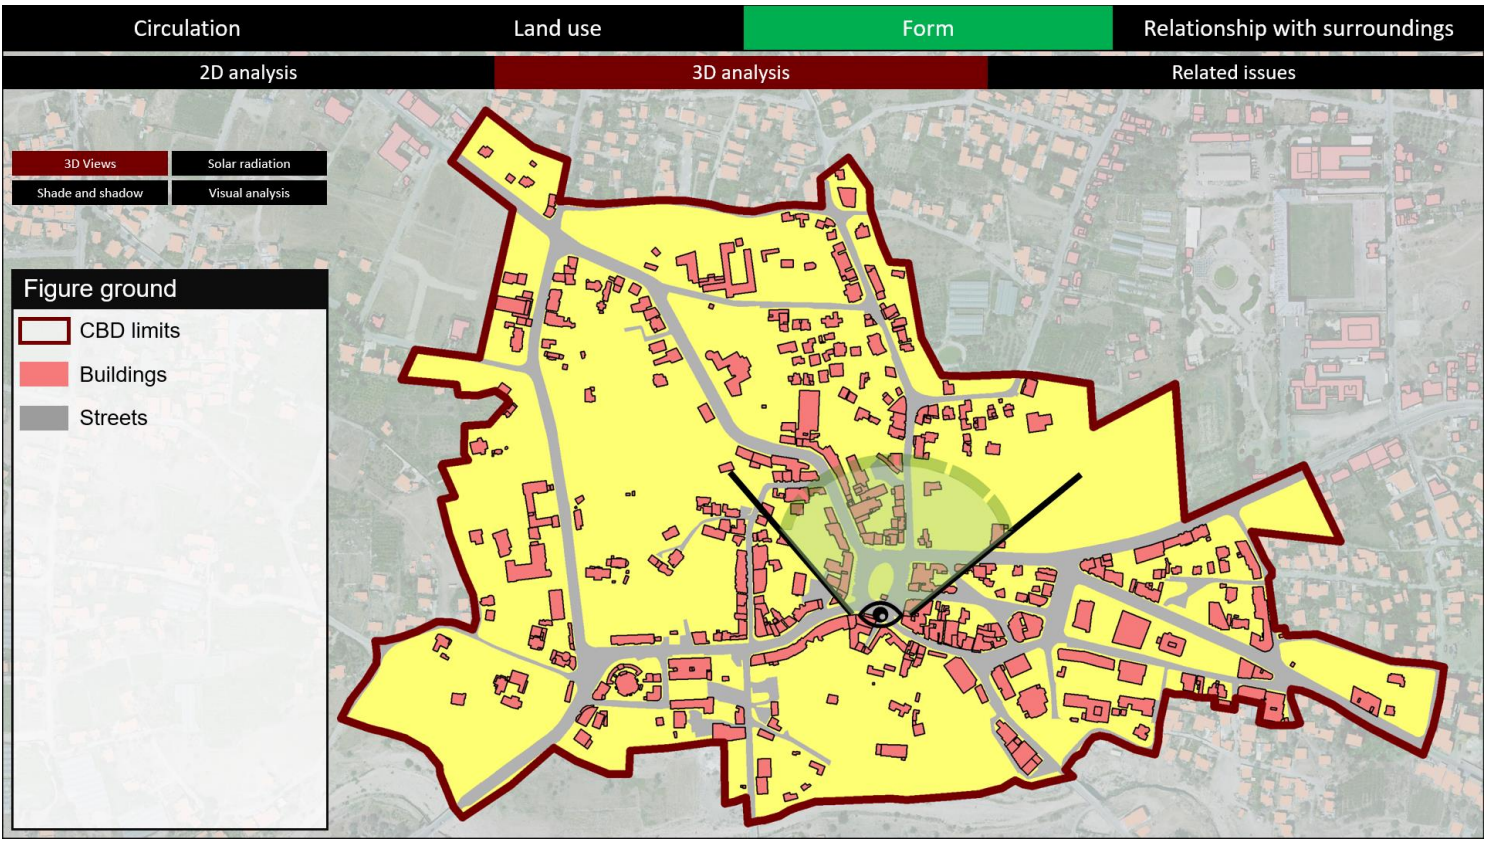 Circulation
Land use
Form
Relationship with surroundings
2D analysis
3D analysis
Related issues
3D Views
Solar radiation
Shade and shadow
Visual analysis
Figure ground
CBD limits
Buildings
Streets